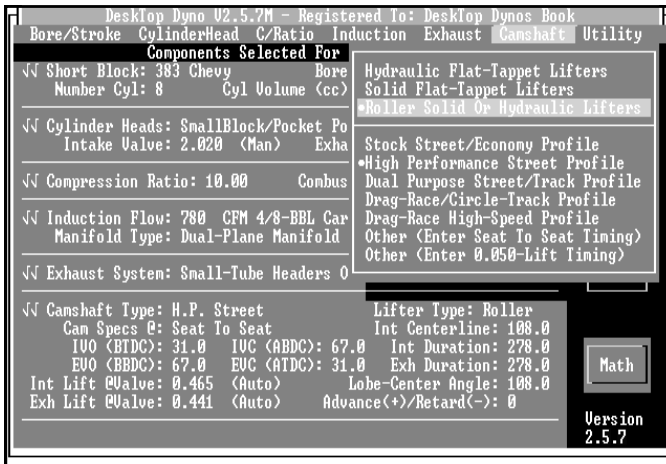 DeskTop Dyno V2.5.7M – Registered To: DeskTop Dynos Book
Bore/Stroke CylinderHead C/Ratio Induction Exhaust Camshaft Utility
Components Selected For
√√ Short Block: 383 Chevy Bore
Number Cyl: 8 Cyl Volume (cc)
√√ Cylinder Heads: SmallBlock/Pocket Po
Intake Valve: 2.020 (Man) Exha
√√ Compression Ratio: 10.00 Combus
√√ Induction Flow: 780 CFM 4/8-BBL Car
Manifold Type: Dual-Plane Manifold
√√ Exhaust System: Small-Tube Headers O
Hydraulic Flat-Tappet Lifters
Solid Flat-Tappet Lifters
•Roller Solid Or Hydraulic Lifters
Stock Street/Economy Profile
•High Performance Street Profile
Dual Purpose Street/Track Profile
Drag-Race/Circle-Track Profile
Drag-Race High-Speed Profile
Other (Enter Seat To Seat Timing)
Other (Enter 0.050-Lift Timing)
√√ Camshaft Type: H.P. Street Lifter Type: Roller
Cam Specs @: Seat To Seat Int Centerline: 108.0
IVO (BTDC): 31.0 IVC (ABDC): 67.0 Int Duration: 278.0
EVO (BBDC): 67.0 EVC (ATDC): 31.0 Exh Duration: 278.0
Int Lift @Valve: 0.465 (Auto) Lobe-Center Angle: 108.0
Exh Lift @Valve: 0.441 (Auto) Advance(+)/Retard(-): 0
Math
Version
2.5.7